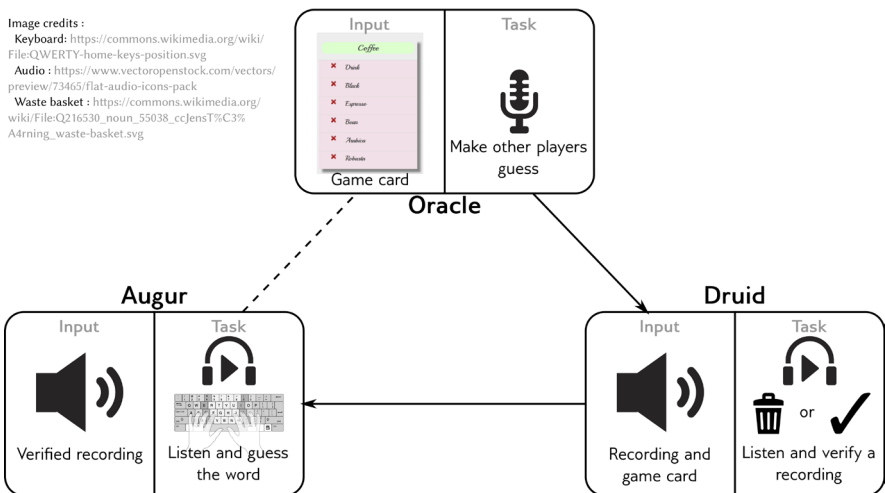 Image credits :
Keyboard: https://commons.wikimedia.org/wiki/
File:QWERTY-home-keys-position.svg
Audio : https://www.vectoropenstock.com/vectors/
preview/73465/flat-audio-icons-pack
Waste basket : https://commons.wikimedia.org/
wiki/File:Q216530_noun_55038_ccJensT%C3%
A4rning_waste-basket.svg
Input
Task
Coffee
Drink
Black
Espresso
Bean
Arabica
Robusta
Game card
Make other players
guess
Oracle
Augur
Input
Task
Verified recording
Listen and guess
the word
Druid
Input
Task
or
Recording and
game card
Listen and verify a
recording